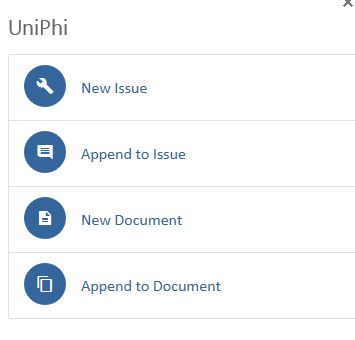 UniPhi
New Issue
Append to Issue
New Document
Append to Document